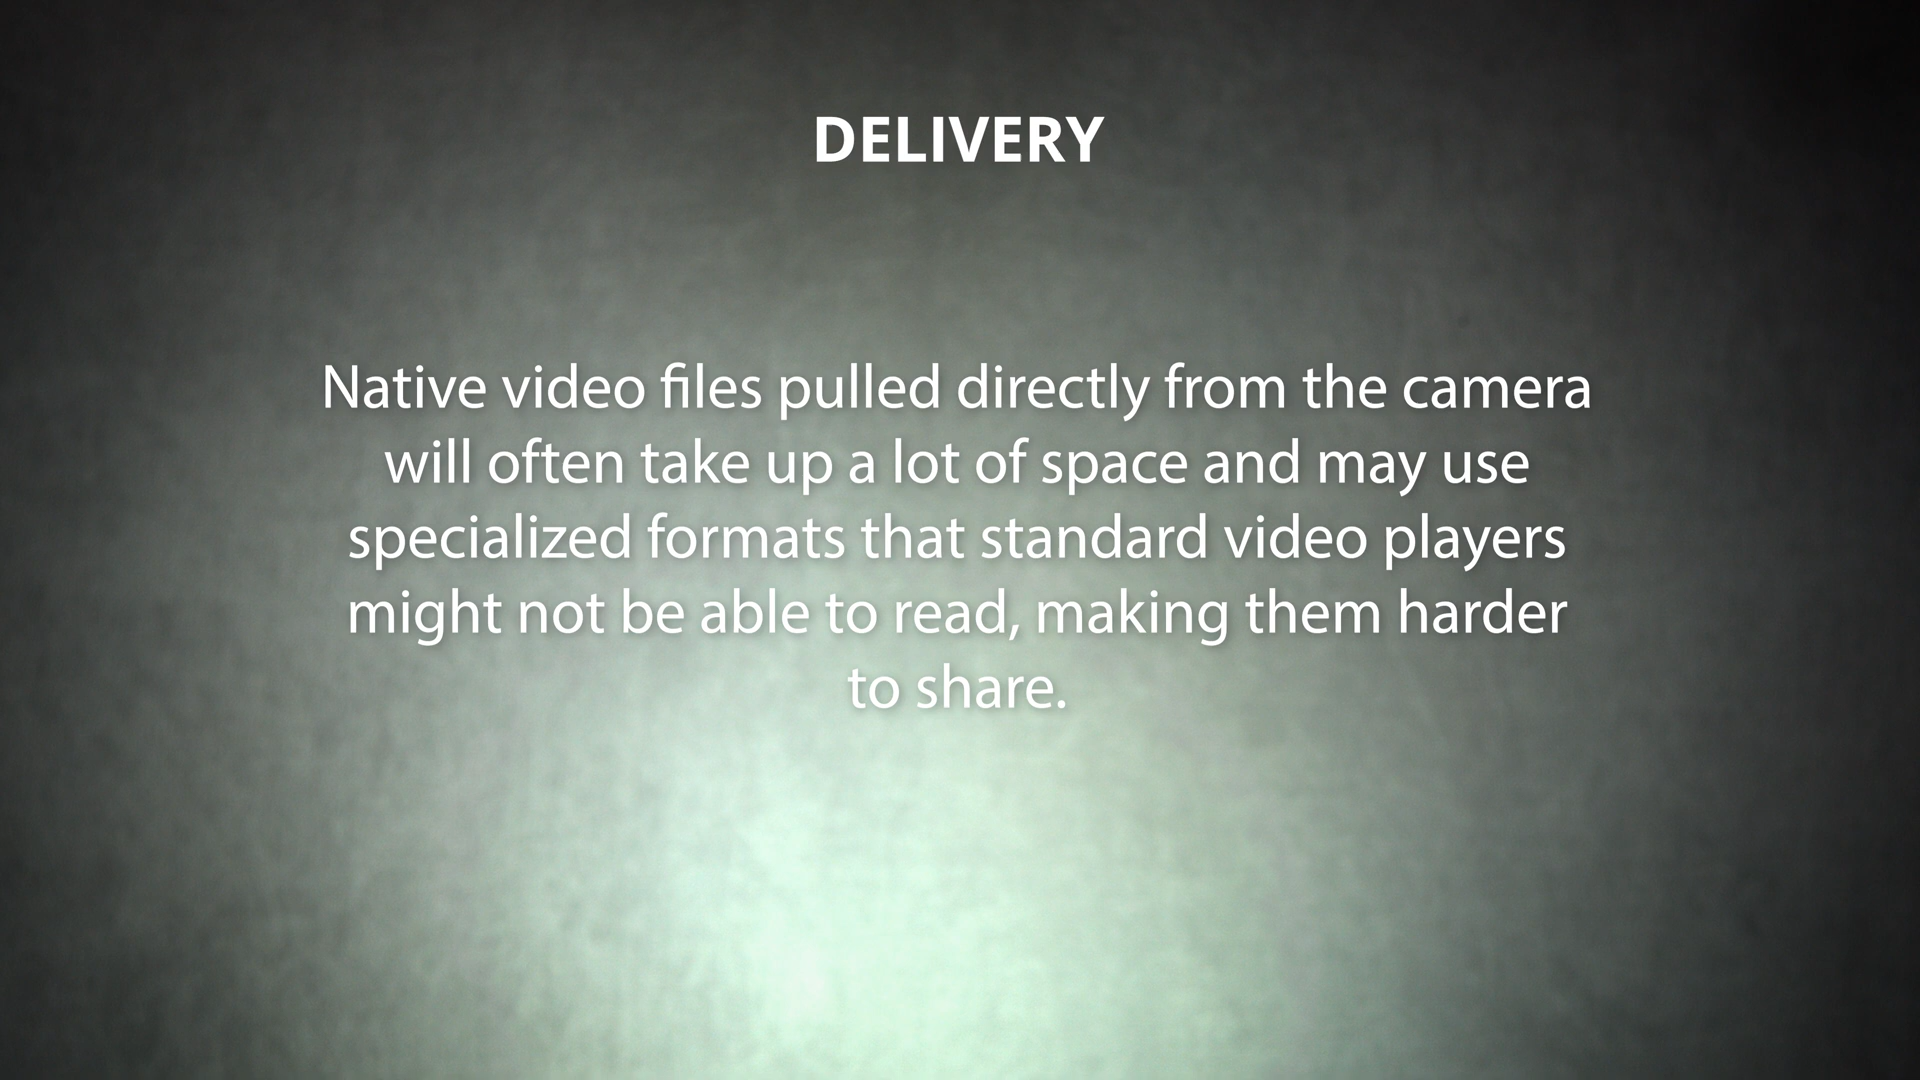 DELIVERY
Native video files pulled directly from the camera
will often take up a lot of space and may use
specialized formats that standard video players
might not be able to read, making them harder
to share.